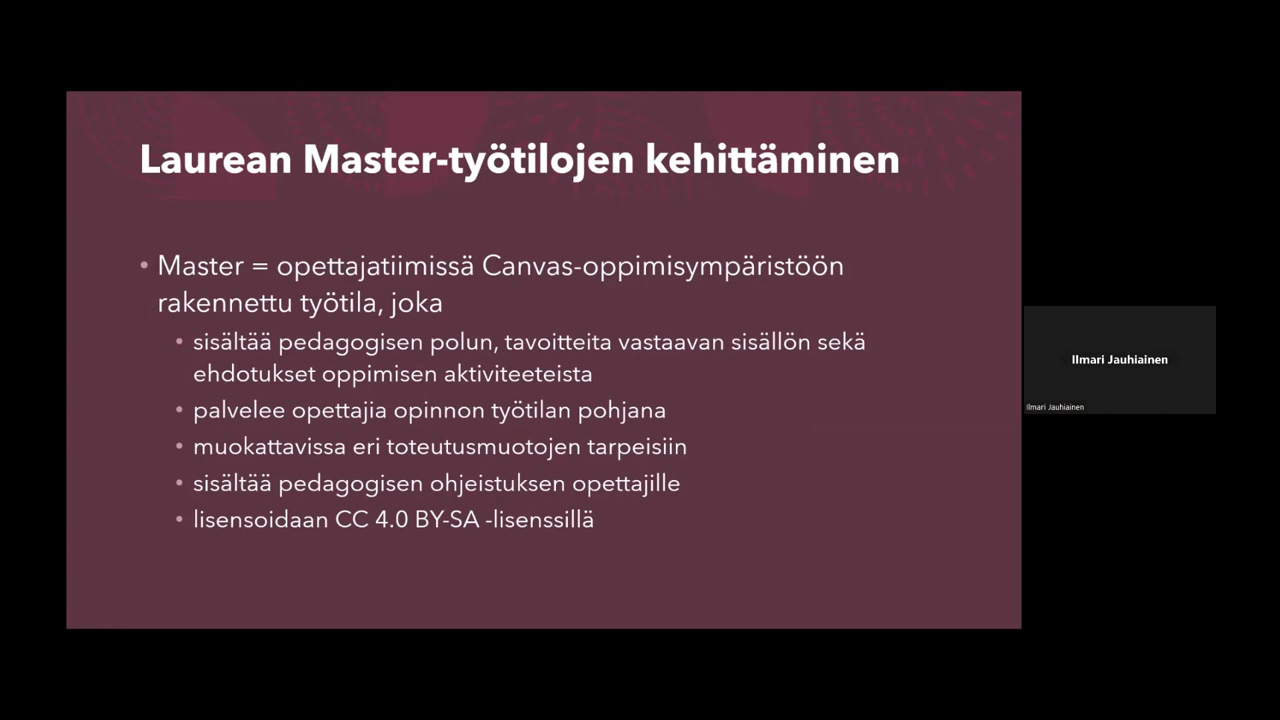 Laurean Master-työtilojen kehittäminen
• Master = opettajatiimissä Canvas-oppimisympäristöön
rakennettu työtila, joka
• sisältää pedagogisen polun, tavoitteita vastaavan sisällön sekä
ehdotukset oppimisen aktiviteeteista
• palvelee opettajia opinnon työtilan pohjana
• muokattavissa eri toteutusmuotojen tarpeisiin
• sisältää pedagogisen ohjeistuksen opettajille
• lisensoidaan CC 4.0 BY-SA -lisenssillä
Ilmari Jauhiainen
Ilmari Jauhiainen